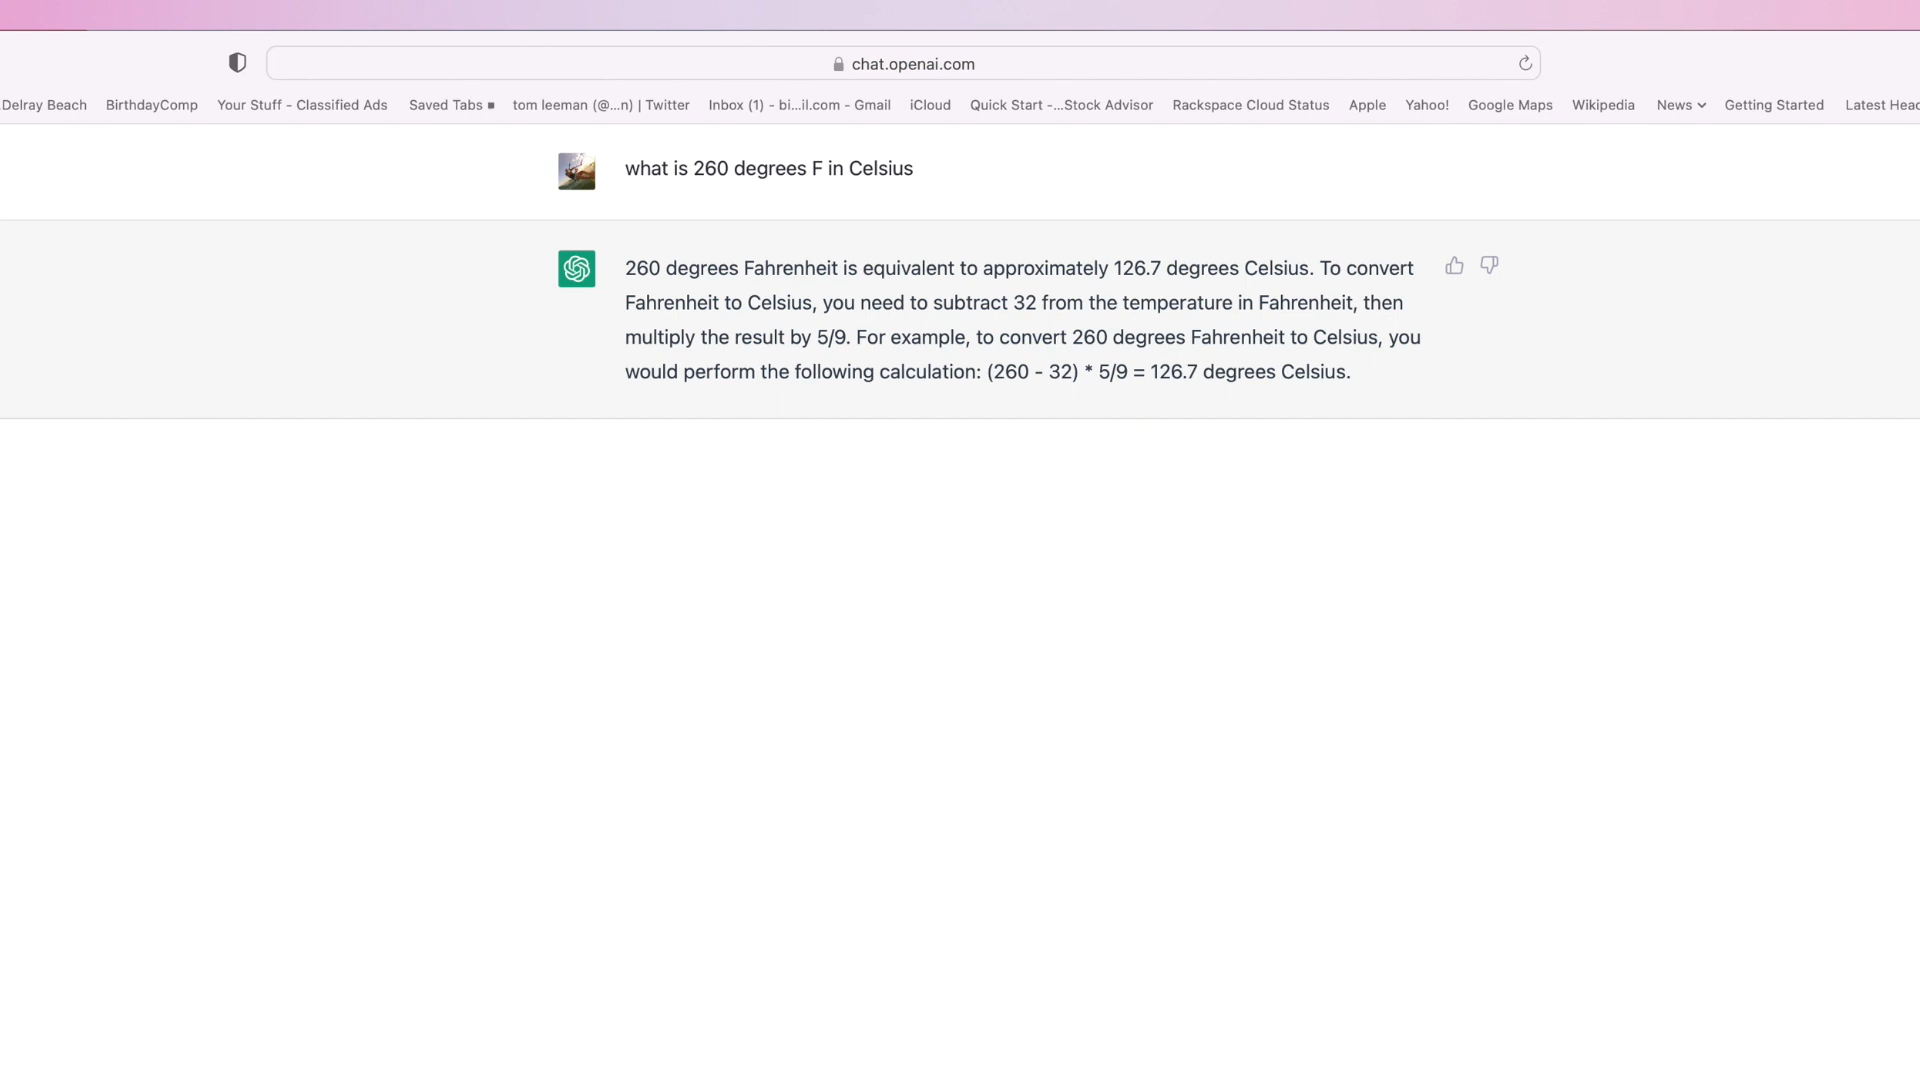 chat.openai.com
Delray Beach BirthdayComp Your Stuff - Classified Ads Saved Tabs tom leeman (@...n) | Twitter Inbox (1) - bi...il.com - Gmail iCloud Quick Start -...Stock Advisor Rackspace Cloud Status Apple Yahoo! Google Maps Wikipedia News Getting Started Latest Head
what is 260 degrees F in Celsius
260 degrees Fahrenheit is equivalent to approximately 126.7 degrees Celsius. To convert
Fahrenheit to Celsius, you need to subtract 32 from the temperature in Fahrenheit, then
multiply the result by 5/9. For example, to convert 260 degrees Fahrenheit to Celsius, you
would perform the following calculation: (260 - 32) * 5/9 = 126.7 degrees Celsius.